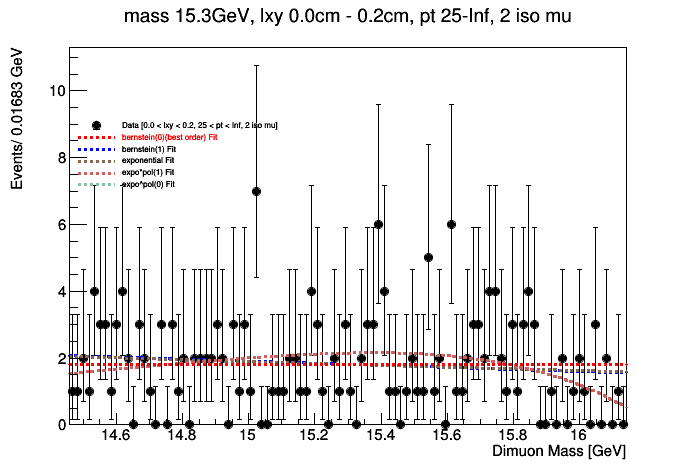 mass 15.3GeV, lxy 0.0cm - 0.2cm, pt 25-Inf, 2 iso mu
Events/ 0.01683 GeV
10
8
6
4
2
0
Data [0.0 < lxy < 0.2, 25 < pt < Inf, 2 iso mu]
bernstein(0)(best order) Fit
bernstein(1) Fit
exponential Fit
expo*pol(1) Fit
expo*pol(0) Fit
14.6 14.8 15 15.2 15.4 15.6 15.8 16
Dimuon Mass [GeV]